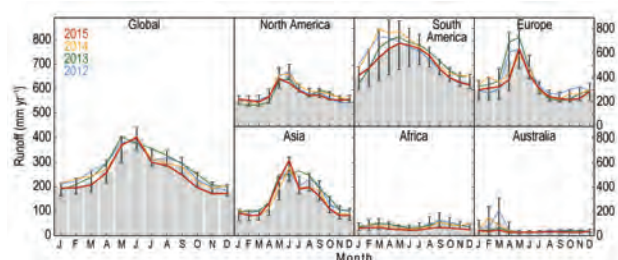 Global
North America
South
America
Europe
2015
2014
2013
2012
800
700
600
500
400
300
200
100
0
Runoff (mm yr⁻¹)
800
600
400
200
0
Asia
Africa
Australia
800
600
400
200
0
J F M A M J J A S O N D
J F M A M J J A S O N D
J F M A M J J A S O N D
J F M A M J J A S O N D
Month